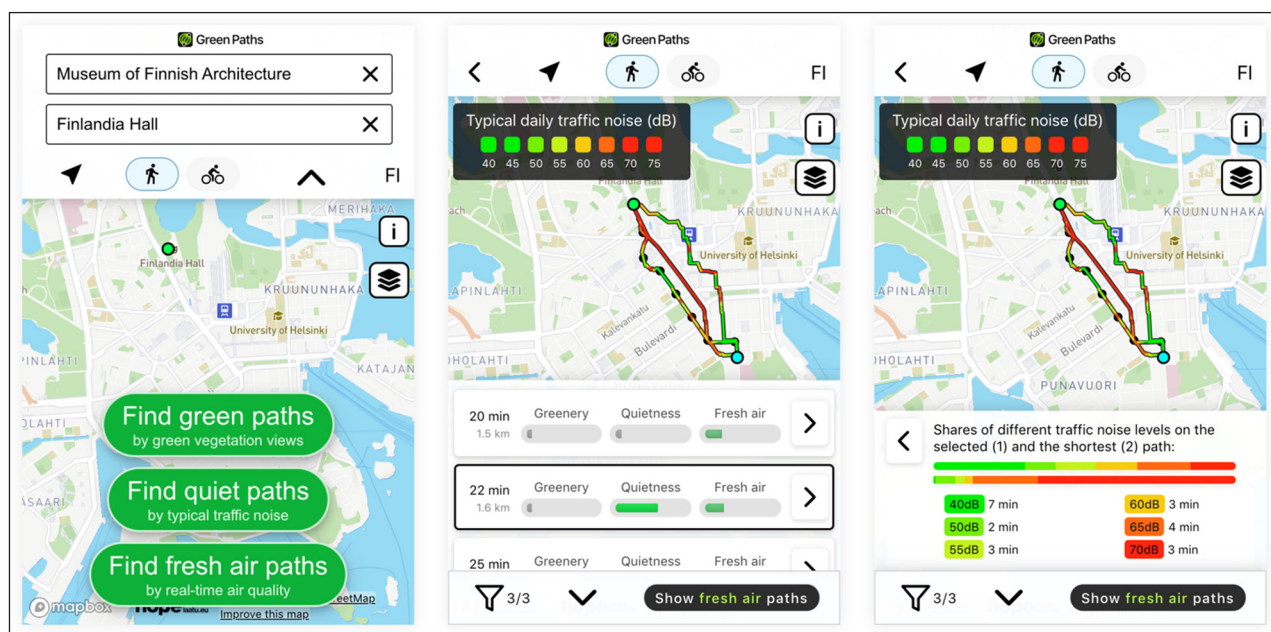 Green Paths
Museum of Finnish Architecture
Finlandia Hall
FI
MERIHAKA
i
Finlandia Hall
KRUUNUNHAKA
University of Helsinki
KATAJAN
Find green paths
by green vegetation views
Find quiet paths
by typical traffic noise
Find fresh air paths
by real-time air quality
mapbox
hope
Improve this map
Green Paths
FI
Typical daily traffic noise (dB)
40 45 50 55 60 65 70 75
i
Finlandia Hall
KRUUNUNHAKA
University of Helsinki
APINLAHTI
Kalevankatu
Bulevardi
OHOLAHTI
20 min Greenery Quietness Fresh air
1.5 km
22 min Greenery Quietness Fresh air
1.6 km
25 min Greenery Quietness Fresh air
3/3 Show fresh air paths
Green Paths
FI
Typical daily traffic noise (dB)
40 45 50 55 60 65 70 75
i
Finlandia Hall
ach
KRUUNUNHAKA
University of Helsinki
APINLAHTI
Kalevankatu
Bulevardi
OHOLAHTI
PUNAVUORI
Shares of different traffic noise levels on the
selected (1) and the shortest (2) path:
40dB 7 min 60dB 3 min
50dB 2 min 65dB 4 min
55dB 3 min 70dB 3 min
3/3 Show fresh air paths